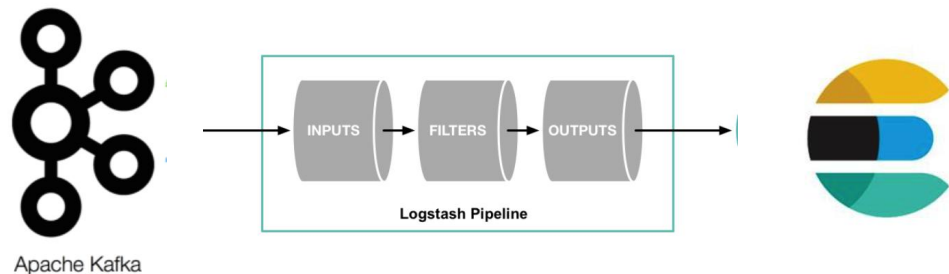 INPUTS
FILTERS
OUTPUTS
Logstash Pipeline
Apache Kafka